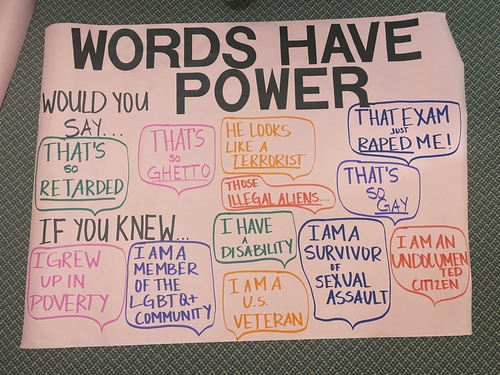 WORDS HAVE
POWER
WOULD YOU
SAY...
THAT'S
SO
RETARDED
THAT'S
SO
GHETTO
HE LOOKS
LIKE A
TERRORIST
THOSE
ILLEGAL ALIENS...
THAT'S
SO
GAY
THAT EXAM
JUST
RAPED ME!
IF YOU KNEW...
I GREW
UP IN
POVERTY
I AM A
MEMBER
OF THE
LGBTQ+
COMMUNITY
I HAVE
A
DISABILITY
I AM A
U.S.
VETERAN
I AM A
SURVIVOR
OF
SEXUAL
ASSAULT
I AM AN
UNDOCUMEN
TED
CITIZEN